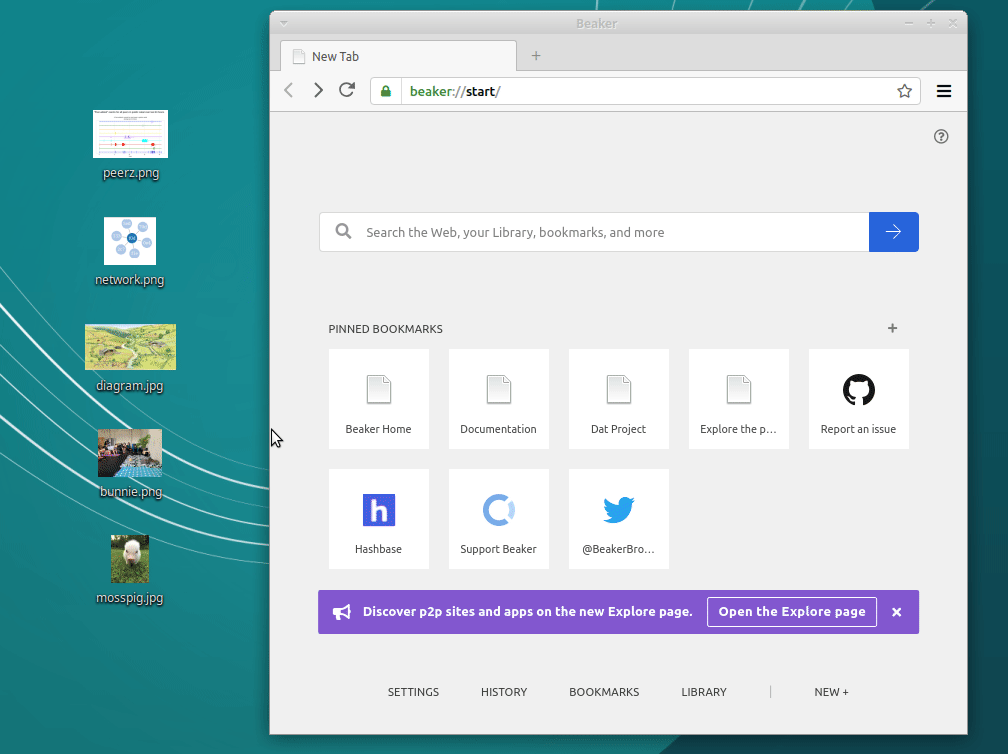 Beaker
New Tab
beaker://start/
peerz.png
network.png
diagram.jpg
bunnie.png
mosspig.jpg
Search the Web, your Library, bookmarks, and more
PINNED BOOKMARKS
Beaker Home
Documentation
Dat Project
Explore the p...
Report an issue
h
Hashbase
Support Beaker
@BeakerBro...
Discover p2p sites and apps on the new Explore page.
Open the Explore page
SETTINGS
HISTORY
BOOKMARKS
LIBRARY
NEW +